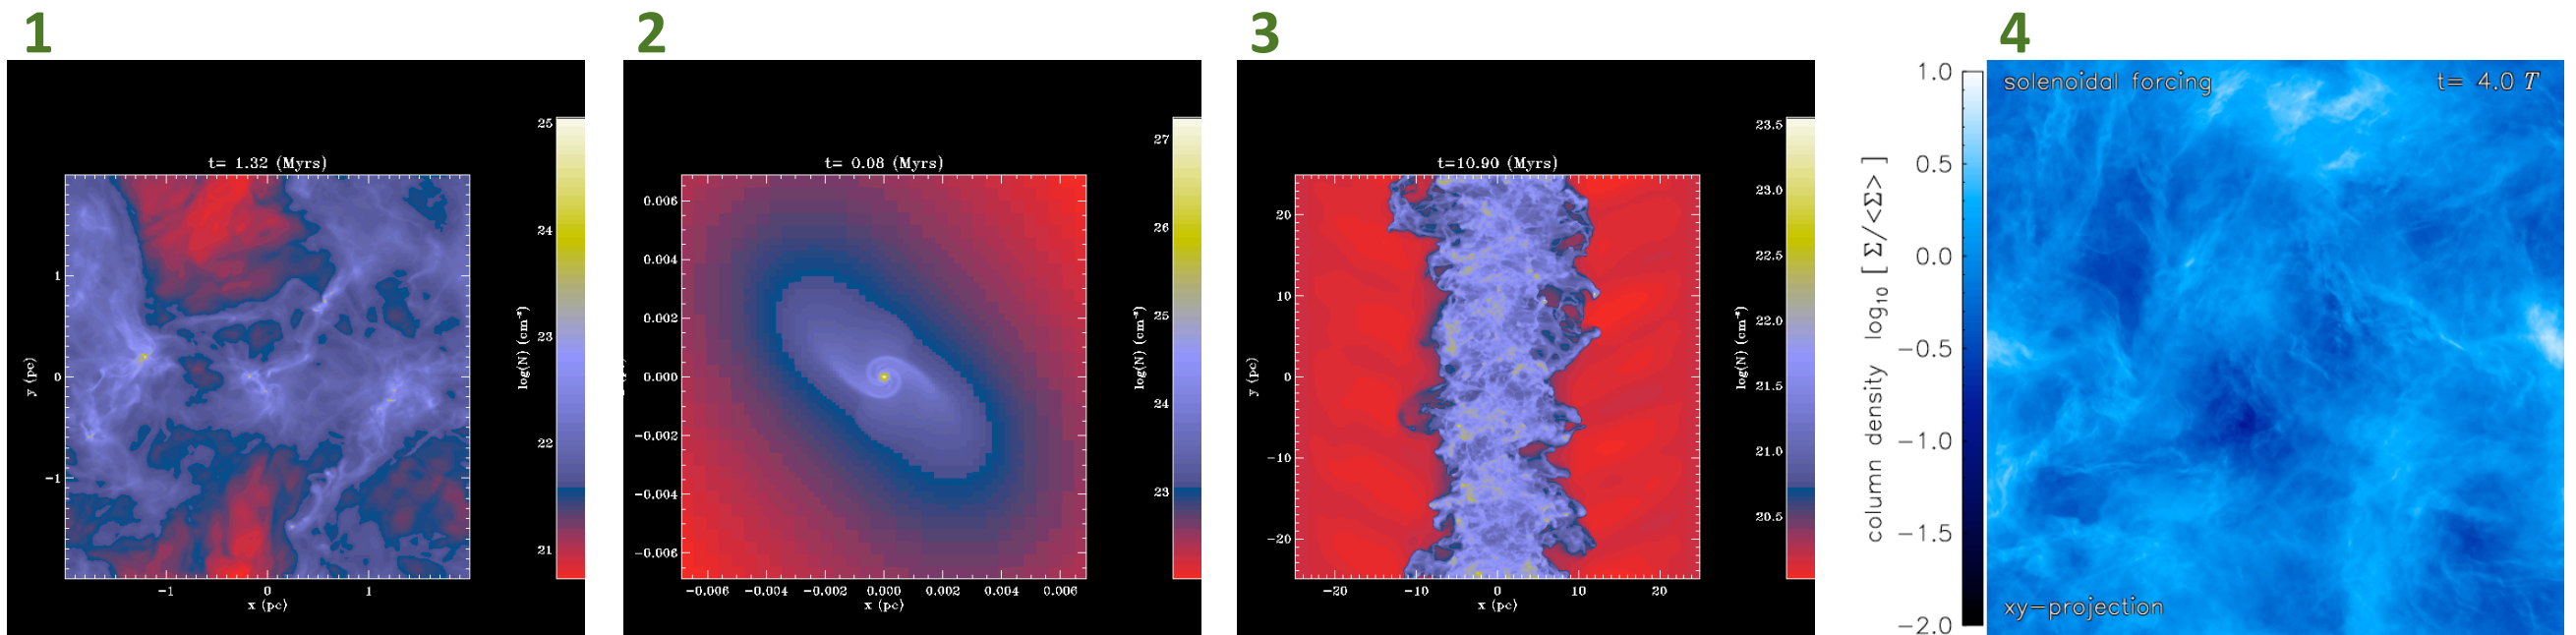 1
t= 1.32 (Myrs)
25
24
23
22
21
log(N) (cm⁻²)
y (pc)
1
0
−1
−1 0 1
x (pc)
2
t= 0.08 (Myrs)
27
26
25
24
23
log(N) (cm⁻²)
0.006
0.004
0.002
0.000
−0.002
−0.004
−0.006
−0.006 −0.004 −0.002 0.000 0.002 0.004 0.006
x (pc)
3
t=10.90 (Myrs)
23.5
23.0
22.5
22.0
21.5
21.0
20.5
log(N) (cm⁻²)
y (pc)
20
10
0
−10
−20
−20 −10 0 10 20
x (pc)
4
column density log₁₀ [ Σ/<Σ> ]
1.0
0.5
0.0
−0.5
−1.0
−1.5
−2.0
solenoidal forcing t= 4.0 T
xy−projection